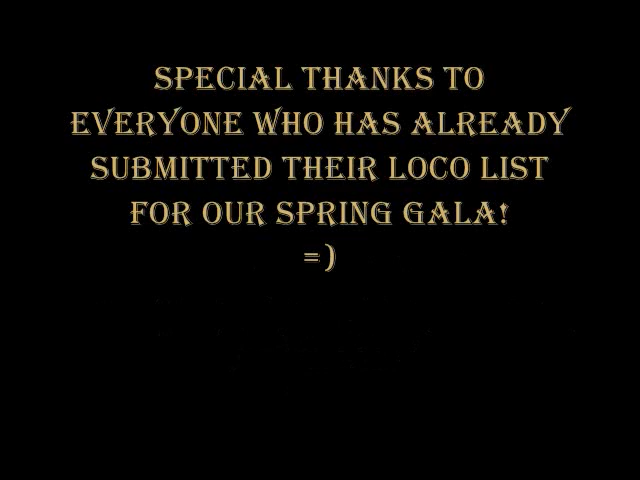 SPECIAL THANKS TO
EVERYONE WHO HAS ALREADY
SUBMITTED THEIR LOCO LIST
FOR OUR SPRING GALA!
=)